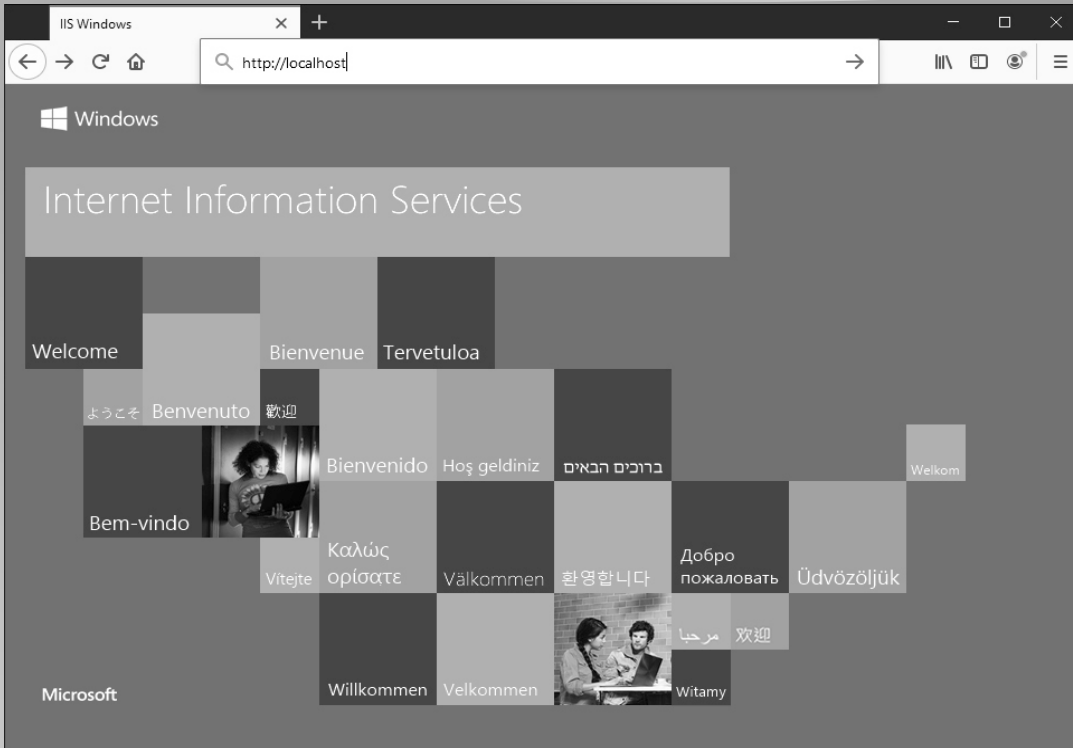 IIS Windows
http://localhost
Windows
Internet Information Services
Welcome
Bienvenue
Tervetuloa
ようこそ
Benvenuto
歡迎
Bienvenido
Hoş geldiniz
ברוכים הבאים
Welkom
Bem-vindo
Vítejte
Καλώς
ορίσατε
Välkommen
환영합니다
Добро
пожаловать
Üdvözöljük
مرحبا
欢迎
Willkommen
Velkommen
Witamy
Microsoft